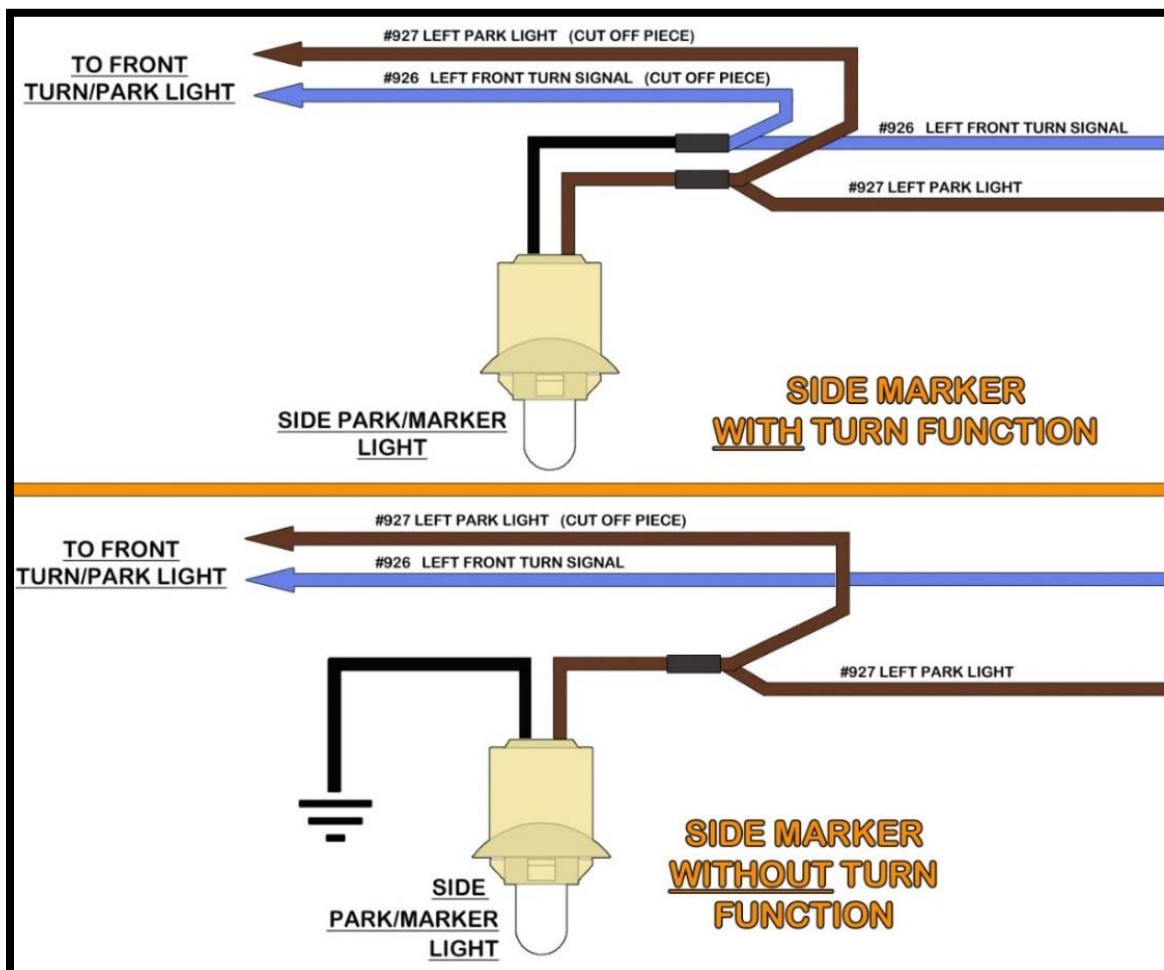 #927 LEFT PARK LIGHT (CUT OFF PIECE)
TO FRONT
TURN/PARK LIGHT
#926 LEFT FRONT TURN SIGNAL (CUT OFF PIECE)
#926 LEFT FRONT TURN SIGNAL
#927 LEFT PARK LIGHT
SIDE PARK/MARKER
LIGHT
SIDE MARKER
WITH TURN FUNCTION
#927 LEFT PARK LIGHT (CUT OFF PIECE)
TO FRONT
TURN/PARK LIGHT
#926 LEFT FRONT TURN SIGNAL
#927 LEFT PARK LIGHT
SIDE
PARK/MARKER
LIGHT
SIDE MARKER
WITHOUT TURN
FUNCTION